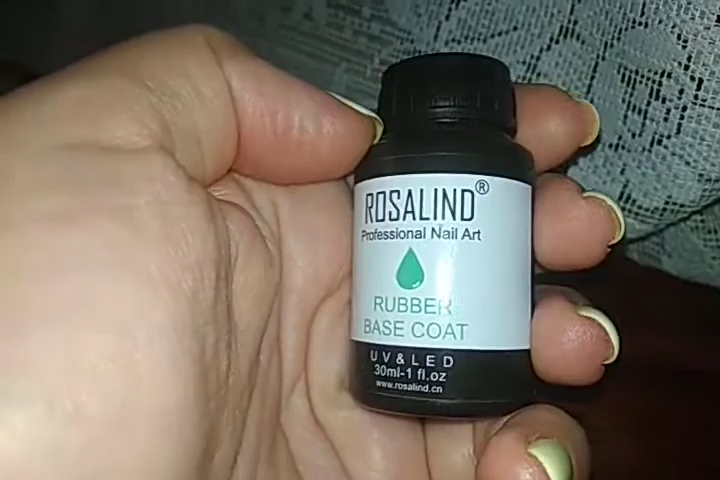 ROSALIND®
Professional Nail Art
RUBBER
BASE COAT
UV&LED
30ml-1 fl.oz
www.rosalind.cn